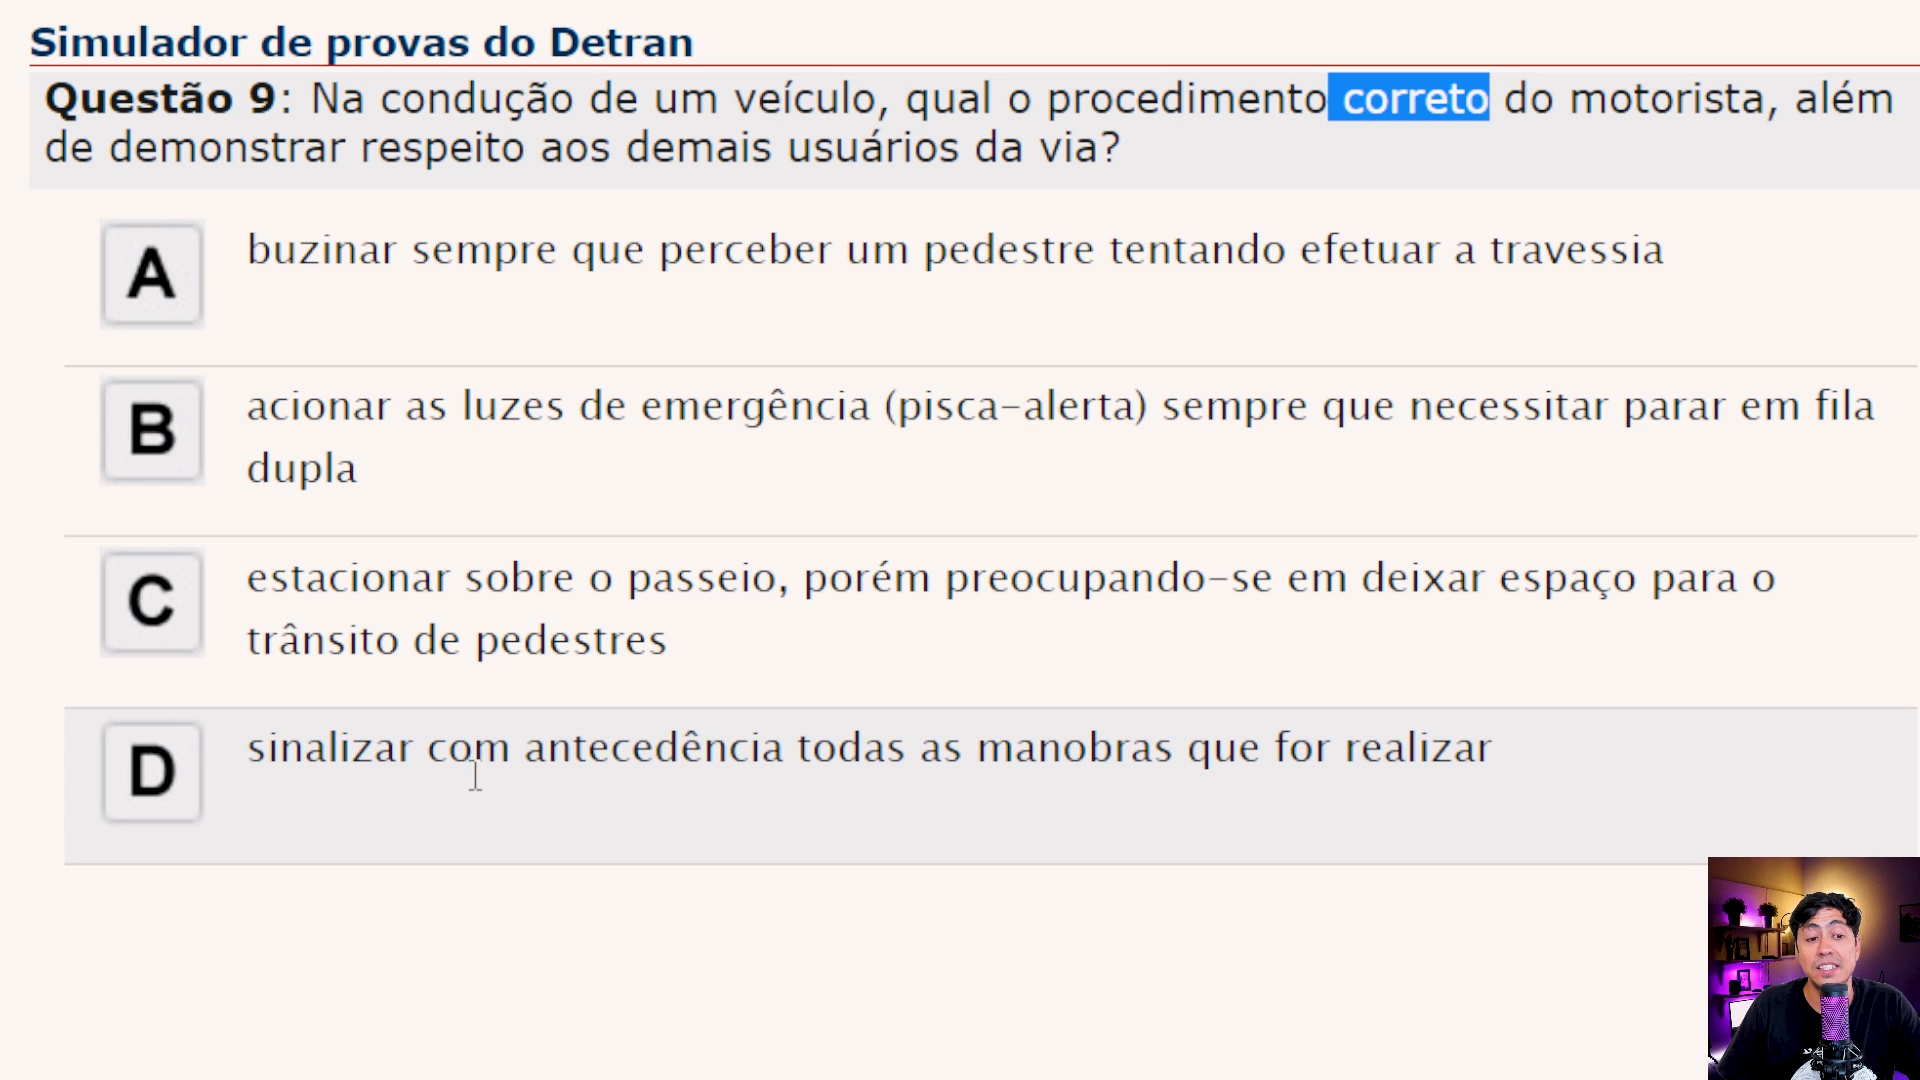 Simulador de provas do Detran
Questão 9: Na condução de um veículo, qual o procedimento correto do motorista, além
de demonstrar respeito aos demais usuários da via?
A
buzinar sempre que perceber um pedestre tentando efetuar a travessia
B
acionar as luzes de emergência (pisca-alerta) sempre que necessitar parar em fila
dupla
C
estacionar sobre o passeio, porém preocupando-se em deixar espaço para o
trânsito de pedestres
D
sinalizar com antecedência todas as manobras que for realizar